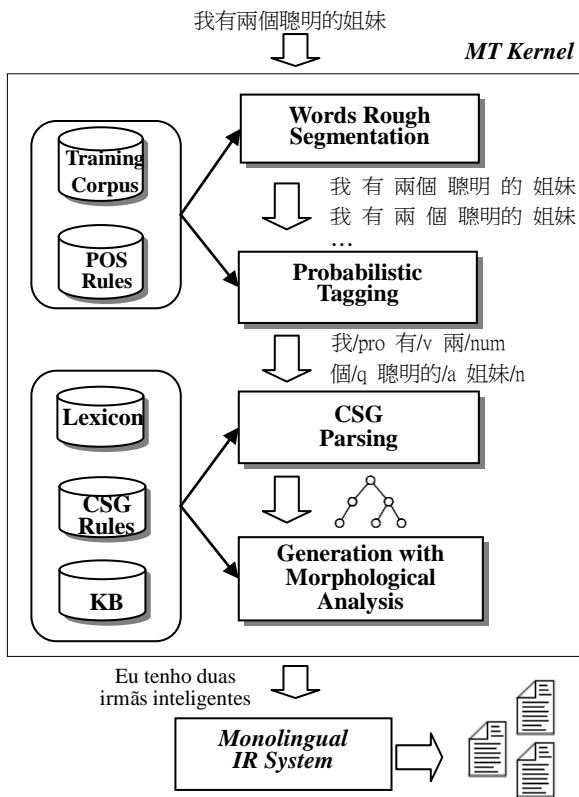 我有兩個聰明的姐妹
MT Kernel
Words Rough
Segmentation
Training
Corpus
我 有 兩個 聰明 的 姐妹
我 有 兩 個 聰明的 姐妹
…
POS
Rules
Probabilistic
Tagging
我/pro 有/v 兩/num
個/q 聰明的/a 姐妹/n
Lexicon
CSG
Parsing
CSG
Rules
Generation with
Morphological
Analysis
KB
Eu tenho duas
irmãs inteligentes
Monolingual
IR System